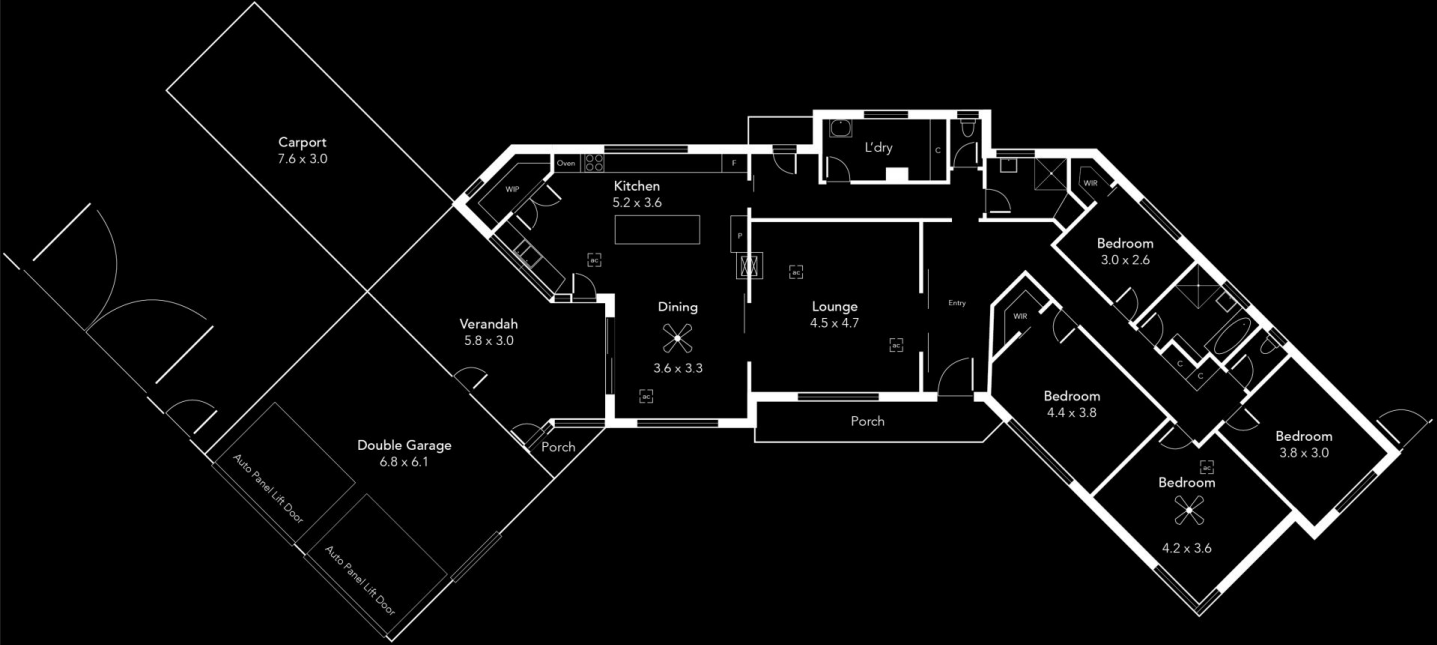 Carport
7.6 x 3.0
WIP
Oven
Kitchen
5.2 x 3.6
F
P
ac
L'dry
C
WIR
Bedroom
3.0 x 2.6
Verandah
5.8 x 3.0
Dining
3.6 x 3.3
ac
Lounge
4.5 x 4.7
ac
ac
Entry
WIR
C
C
Bedroom
4.4 x 3.8
Porch
Double Garage
6.8 x 6.1
Porch
Auto Panel Lift Door
Auto Panel Lift Door
Bedroom
3.8 x 3.0
ac
Bedroom
4.2 x 3.6